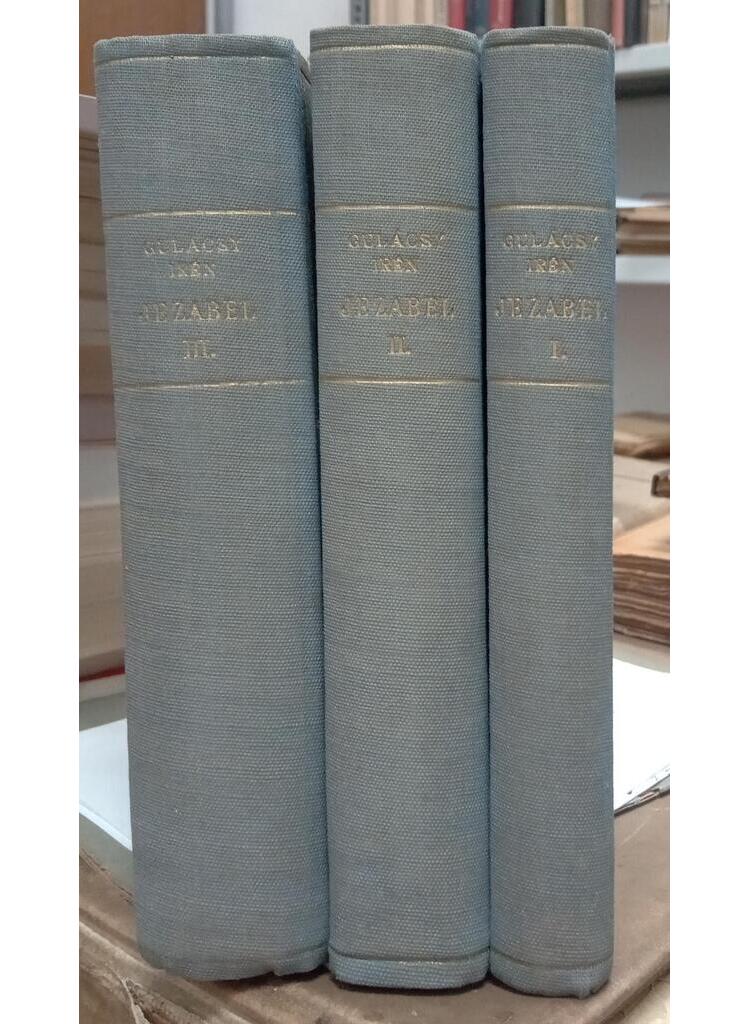 GULÁCSY
IRÉN
JEZABEL
III.
GULÁCSY
IRÉN
JEZABEL
II.
GULÁCSY
IRÉN
JEZABEL
I.